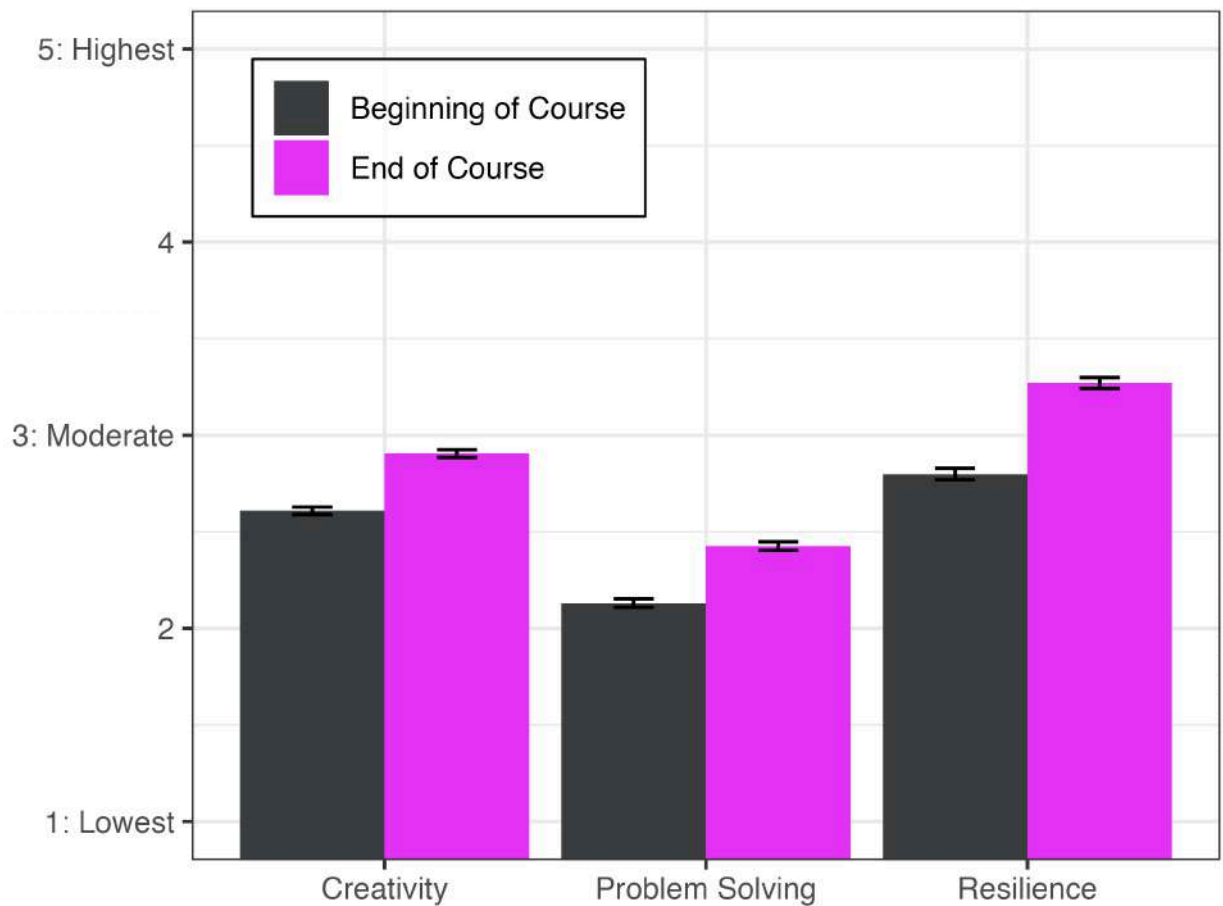 5: Highest
Beginning of Course
End of Course
4
3: Moderate
2
1: Lowest
Creativity
Problem Solving
Resilience